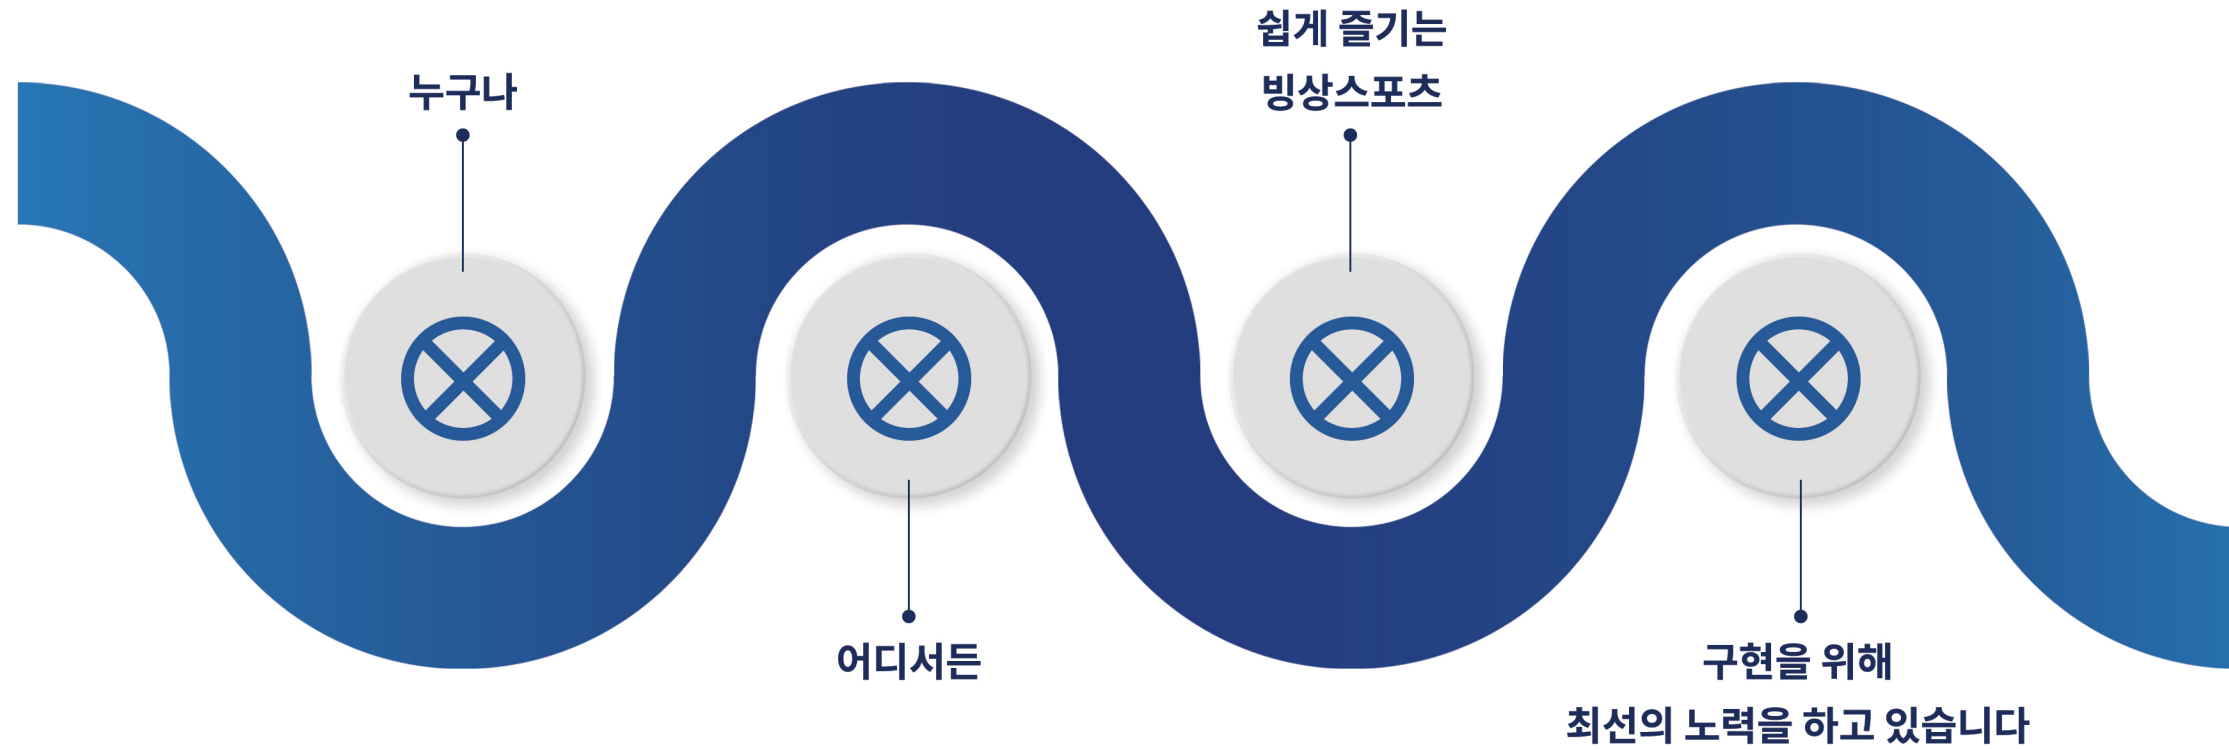 누구나
어디서든
쉽게 즐기는
빙상스포츠
구현을 위해
최선의 노력을 하고 있습니다